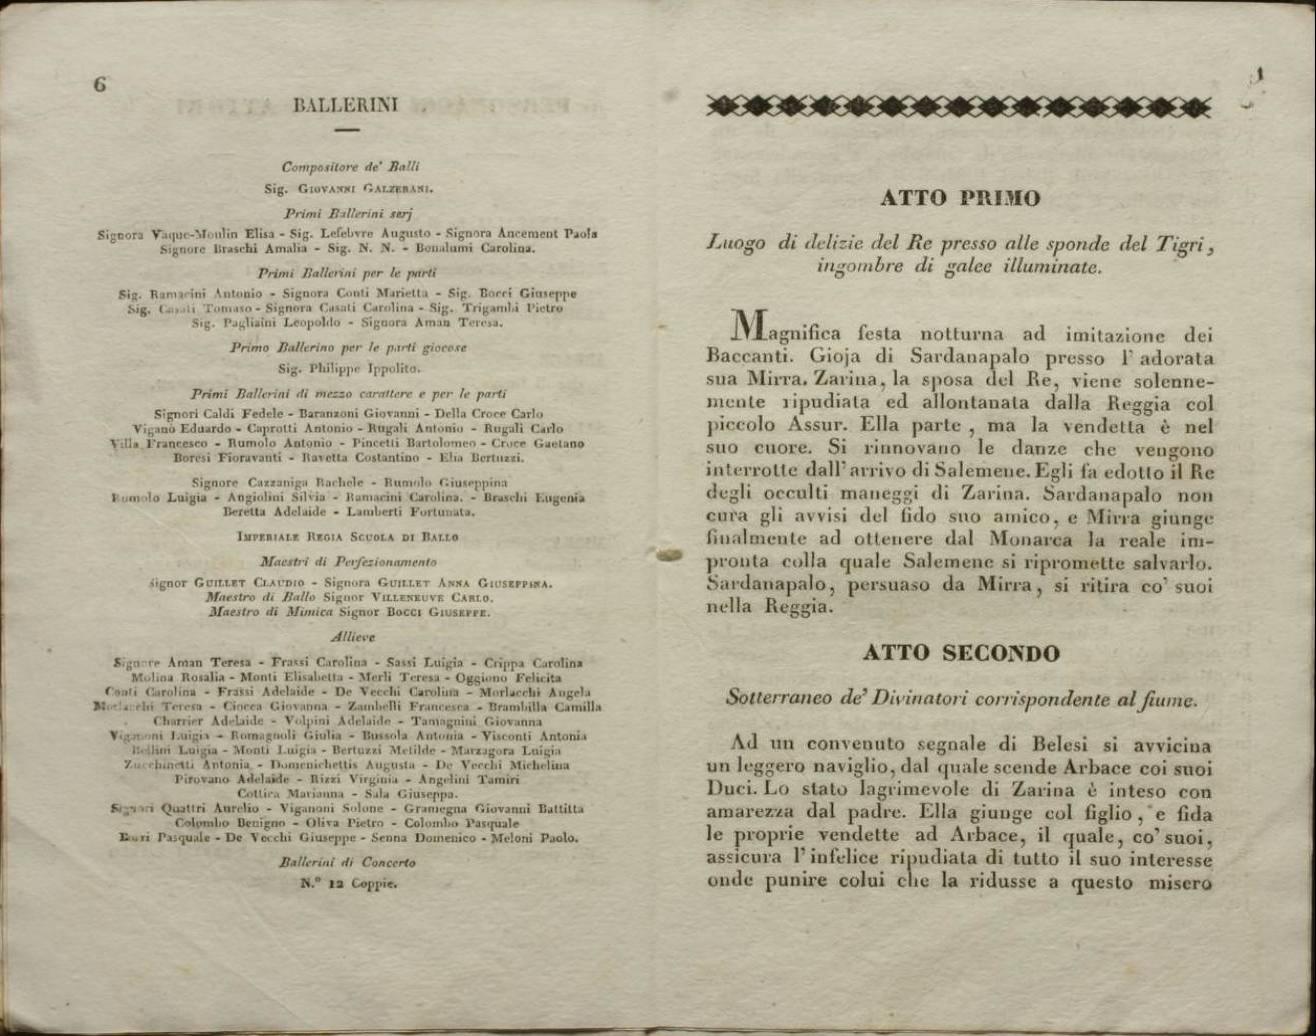 6
BALLERINI
Compositore de' Balli
Sig. GIOVANNI GALZERANI.
Primi Ballerini serj
Signora Vaque-Moulin Elisa - Sig. Lefebvre Augusto - Signora Ancement Paola
Signore Braschi Amalia - Sig. N. N. - Bonalumi Carolina.
Primi Ballerini per le parti
Sig. Ramacini Antonio - Signora Conti Marietta - Sig. Bocci Giuseppe
Sig. Casati Tomaso - Signora Casati Carolina - Sig. Trigambi Pietro
Sig. Pagliaini Leopoldo - Signora Aman Teresa.
Primo Ballerino per le parti giocose
Sig. Philippe Ippolito.
Primi Ballerini di mezzo carattere e per le parti
Signori Caldi Fedele - Baranzoni Giovanni - Della Croce Carlo
Viganò Eduardo - Caprotti Antonio - Rugali Antonio - Rugali Carlo
Villa Francesco - Rumolo Antonio - Pincetti Bartolomeo - Croce Gaetano
Boresi Fioravanti - Ravetta Costantino - Elia Bertuzzi.
Signore Cazzaniga Rachele - Rumolo Giuseppina
Rumolo Luigia - Angiolini Silvia - Ramacini Carolina. - Braschi Eugenia
Beretta Adelaide - Lamberti Fortunata.
IMPERIALE REGIA SCUOLA DI BALLO
Maestri di Perfezionamento
Signor GUILLET CLAUDIO - Signora GUILLET ANNA GIUSEPPINA.
Maestro di Ballo Signor VILLENEUVE CARLO.
Maestro di Mimica Signor BOCCI GIUSEPPE.
Allieve
Signore Aman Teresa - Frassi Carolina - Sassi Luigia - Crippa Carolina
Molina Rosalia - Monti Elisabetta - Merli Teresa - Oggiono Felicita
Conti Carolina - Frassi Adelaide - De Vecchi Carolina - Morlacchi Angela
Morlacchi Teresa - Ciocca Giovanna - Zambelli Francesca - Brambilla Camilla
Charrier Adelaide - Volpini Adelaide - Tamagnini Giovanna
Viganoni Luigia - Romagnoli Giulia - Bussola Antonia - Visconti Antonia
Bellini Luigia - Monti Luigia - Bertuzzi Metilde - Marzagora Luigia
Zucchinetti Antonia - Domenichettis Augusta - De Vecchi Michelina
Pirovano Adelaide - Rizzi Virginia - Angelini Tamiri
Cottica Marianna - Sala Giuseppa.
Signori Quattri Aurelio - Viganoni Solone - Gramegna Giovanni Battitta
Colombo Benigno - Oliva Pietro - Colombo Pasquale
Pasquale - De Vecchi Giuseppe - Senna Domenico - Meloni Paolo.
Ballerini di Concerto
N.° 12 Coppie.
ATTO PRIMO
Luogo di delizie del Re presso alle sponde del Tigri,
ingombre di galee illuminate.
Magnifica festa notturna ad imitazione dei
Baccanti. Gioja di Sardanapalo presso l' adorata
sua Mirra. Zarina, la sposa del Re, viene solenne-
mente ripudiata ed allontanata dalla Reggia col
piccolo Assur. Ella parte, ma la vendetta è nel
suo cuore. Si rinnovano le danze che vengono
interrotte dall' arrivo di Salemene. Egli fa edotto il Re
degli occulti maneggi di Zarina. Sardanapalo non
cura gli avvisi del fido suo amico, e Mirra giunge
finalmente ad ottenere dal Monarca la reale im-
pronta colla quale Salemene si ripromette salvarlo.
Sardanapalo, persuaso da Mirra, si ritira co' suoi
nella Reggia.
ATTO SECONDO
Sotterraneo de' Divinatori corrispondente al fiume.
Ad un convenuto segnale di Belesi si avvicina
un leggero naviglio, dal quale scende Arbace coi suoi
Duci. Lo stato lagrimevole di Zarina è inteso con
amarezza dal padre. Ella giunge col figlio, e fida
le proprie vendette ad Arbace, il quale, co' suoi,
assicura l' infelice ripudiata di tutto il suo interesse
onde punire colui che la ridusse a questo misero